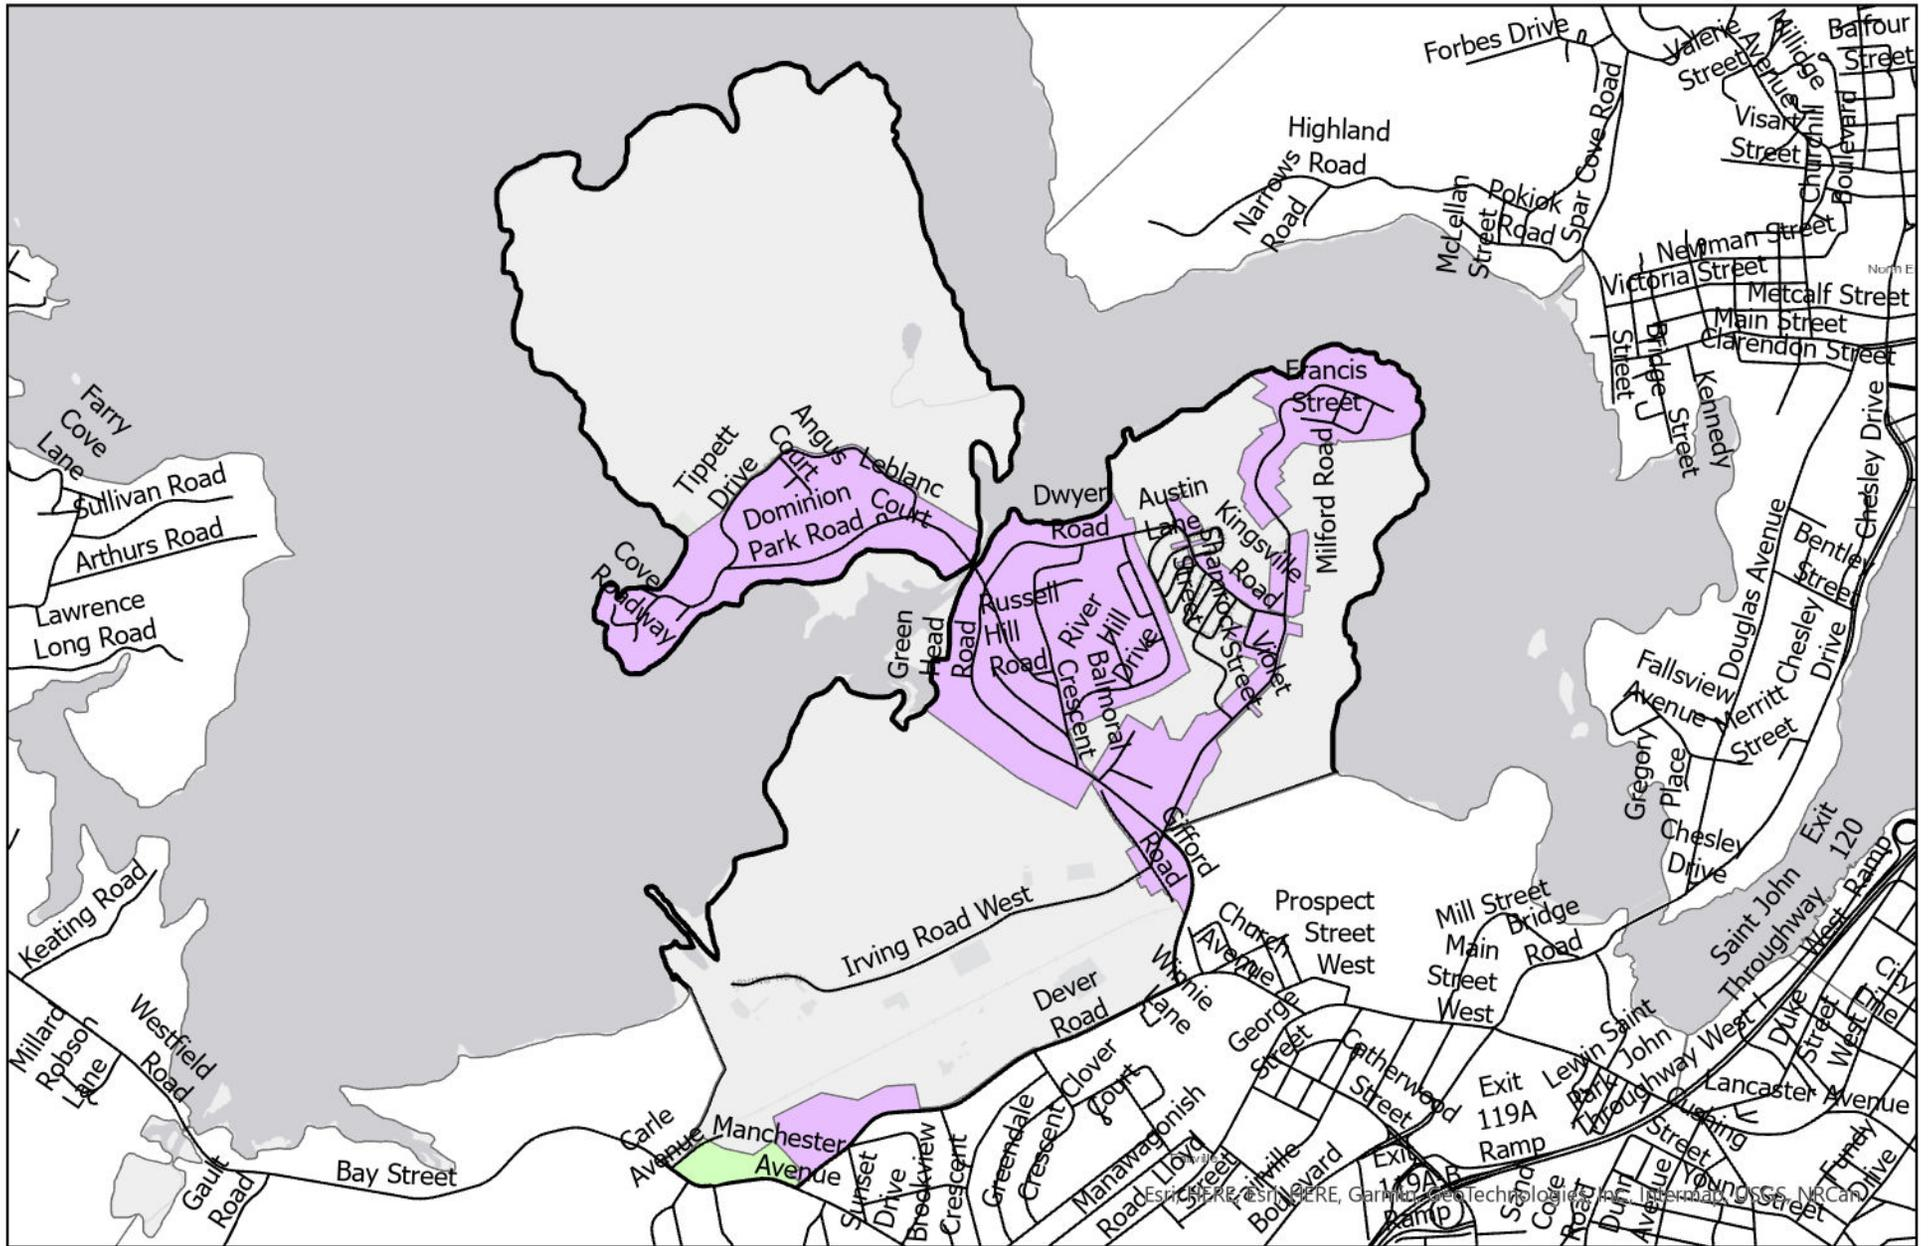 Forbes Drive
Valerie
Street
Millidge
Avenue
Balfour
Street
Highland
Road
Narrows
Road
McLellan
Street
Pokiok
Road
Spar Cove Road
Visart
Street
Churchill
Boulevard
Newman Street
Victoria Street
North E
Metcalf Street
Main Street
Clarendon Street
Bridge
Street
Kennedy
Street
Chesley Drive
Farry
Cove
Lane
Sullivan Road
Arthurs Road
Lawrence
Long Road
Tippett
Drive
Angus
Court
Leblanc
Court
Dominion
Park Road
Cove
Roadway
Green
Head
Road
Dwyer
Road
Austin
Lane
Francis
Street
Milford Road
Kingsville
Road
Shamrock
Street
Street
Violet
Russell
Hill
Road
River
Hill
Drive
Balmoral
Crescent
Douglas Avenue
Bentley
Street
Chesley
Drive
Fallsview
Avenue
Merritt
Street
Gregory
Place
Chesley
Drive
Exit
120
Gifford
Road
Keating Road
Irving Road West
Church
Avenue
Prospect
Street
West
Mill Street
Bridge
Road
Main
Street
West
Saint John
Throughway
West
Ramp
City
Line
Duke
Street
West
Millard
Robson
Lane
Westfield
Road
Dever
Road
Winnie
Lane
George
Street
Catherwood
Street
Lewin
Park
Saint
John
Throughway West
Lancaster Avenue
Exit
119A
Ramp
Cushing
Street
Carle
Avenue
Manchester
Avenue
Bay Street
Gault
Road
Sunset
Drive
Brookview
Crescent
Greendale
Crescent
Clover
Court
Manawagonish
Road
Lloyd
Street
Fairville
Fairville
Boulevard
Exit
119A-B
Ramp
Sand
Cove
Road
Dunn
Avenue
Young
Street
Fundy
Drive
Esri, HERE, Esri, HERE, Garmin, GeoTechnologies, Inc., Intermap, USGS, NRCan